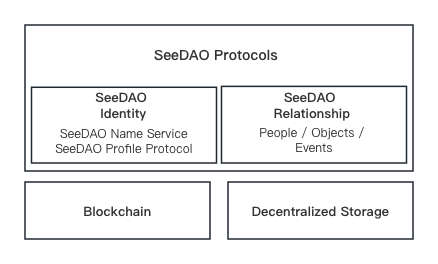 SeeDAO Protocols
SeeDAO
Identity
SeeDAO Name Service
SeeDAO Profile Protocol
SeeDAO
Relationship
People / Objects /
Events
Blockchain
Decentralized Storage